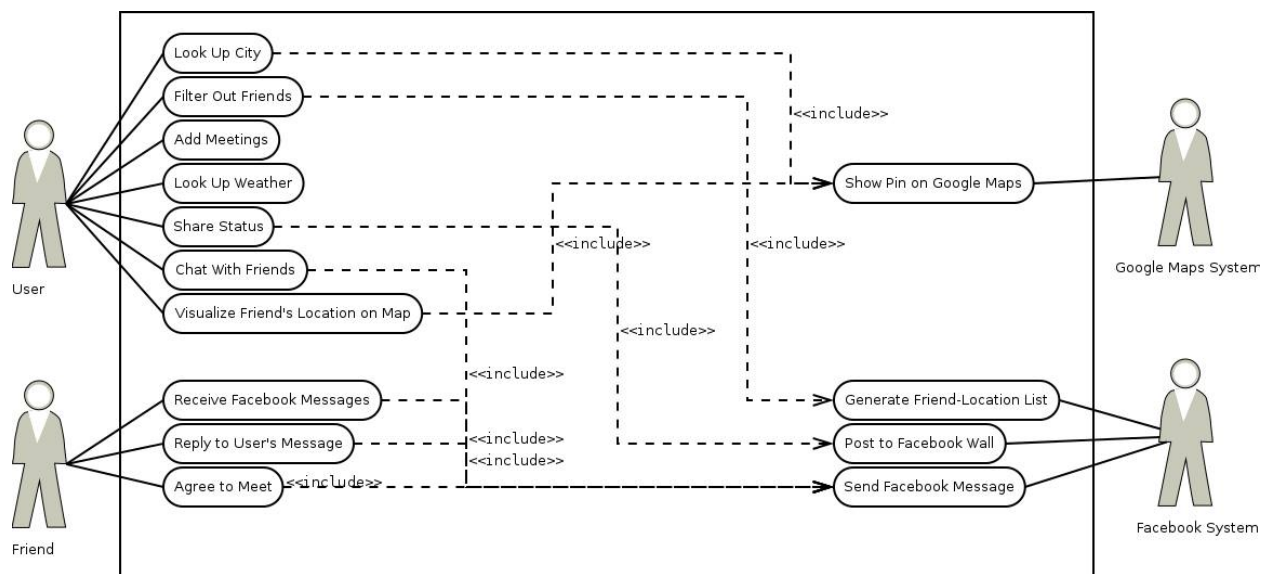 Look Up City
Filter Out Friends
<<include>>
Add Meetings
Look Up Weather
Show Pin on Google Maps
Share Status
<<include>>
<<include>>
Chat With Friends
Google Maps System
User
Visualize Friend's Location on Map
<<include>>
<<include>>
Receive Facebook Messages
Generate Friend-Location List
Reply to User's Message
<<include>>
Post to Facebook Wall
<<include>>
Agree to Meet
<<include>>
Send Facebook Message
Facebook System
Friend